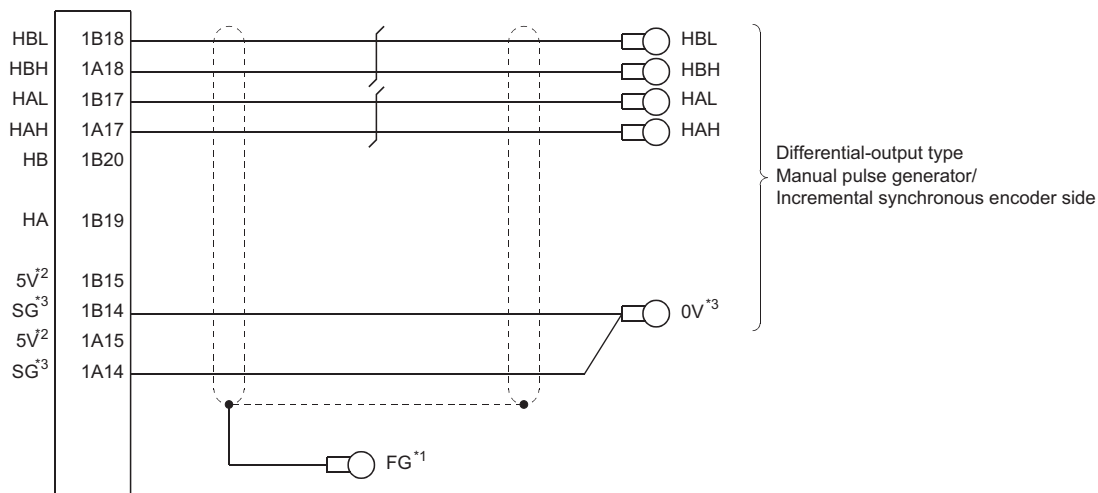 HBL 1B18 HBL
HBH 1A18 HBH
HAL 1B17 HAL
HAH 1A17 HAH
HB 1B20
Differential-output type
Manual pulse generator/
Incremental synchronous encoder side
HA 1B19
5V*2 1B15
SG*3 1B14 0V*3
5V*2 1A15
SG*3 1A14
FG*1